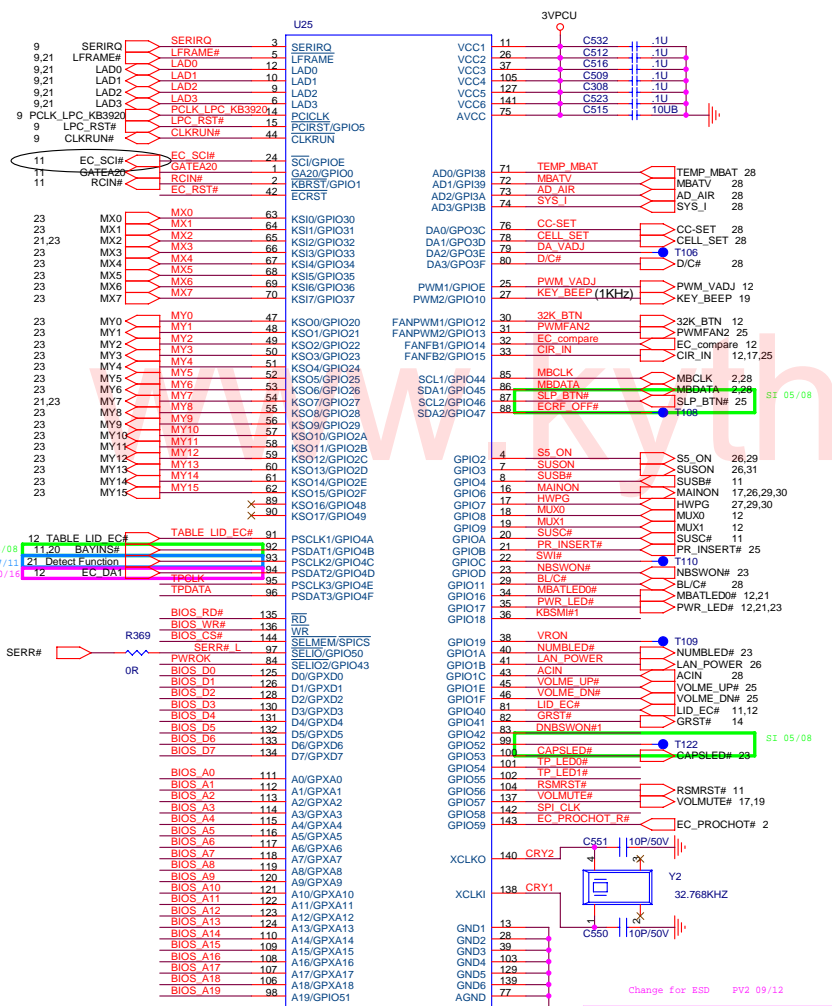 U25
3VPCU
9 SERIRQ SERIRQ 3 SERIRQ
9,21 LFRAME# LFRAME# 5 LFRAME
9,21 LAD0 LAD0 12 LAD0
9,21 LAD1 LAD1 10 LAD1
9,21 LAD2 LAD2 9 LAD2
9,21 LAD3 LAD3 6 LAD3
9 PCLK_LPC_KB3920 PCLK_LPC_KB3920 14 PCICLK
9 LPC_RST# LPC_RST# 15 PCIRST/GPIO5
9 CLKRUN# CLKRUN# 44 CLKRUN
11 EC_SCI# EC_SCI# 24 SCI/GPIOE
11 GATEA20 GATEA20 1 GA20/GPIO0
11 RCIN# RCIN# 2 KBRST/GPIO1
EC_RST# 42 ECRST
23 MX0 MX0 63 KSI0/GPIO30
23 MX1 MX1 64 KSI1/GPIO31
21,23 MX2 MX2 65 KSI2/GPIO32
23 MX3 MX3 66 KSI3/GPIO33
23 MX4 MX4 67 KSI4/GPIO34
23 MX5 MX5 68 KSI5/GPIO35
23 MX6 MX6 69 KSI6/GPIO36
23 MX7 MX7 70 KSI7/GPIO37
23 MY0 MY0 47 KSO0/GPIO20
23 MY1 MY1 48 KSO1/GPIO21
23 MY2 MY2 49 KSO2/GPIO22
23 MY3 MY3 50 KSO3/GPIO23
23 MY4 MY4 51 KSO4/GPIO24
23 MY5 MY5 52 KSO5/GPIO25
23 MY6 MY6 53 KSO6/GPIO26
21,23 MY7 MY7 54 KSO7/GPIO27
23 MY8 MY8 55 KSO8/GPIO28
23 MY9 MY9 56 KSO9/GPIO29
23 MY10 MY10 57 KSO10/GPIO2A
23 MY11 MY11 58 KSO11/GPIO2B
23 MY12 MY12 59 KSO12/GPIO2C
23 MY13 MY13 60 KSO13/GPIO2D
23 MY14 MY14 61 KSO14/GPIO2E
23 MY15 MY15 62 KSO15/GPIO2F
89 KSO16/GPIO48
90 KSO17/GPIO49
12 TABLE_LID_EC# TABLE_LID_EC# 91 PSCLK1/GPIO4A
11,20 BAYINS# 92 PSDAT1/GPIO4B
21 Detect Function 93 PSCLK2/GPIO4C
12 EC_DA1 94 PSDAT2/GPIO4D
TPCLK 95 PSCLK3/GPIO4E
TPDATA 96 PSDAT3/GPIO4F
BIOS_RD# 135 RD
BIOS_WR# 136 WR
BIOS_CS# 144 SELMEM/SPICS
SERR# R369 0R SERR#_L 97 SELIO/GPIO50
PWROK 84 SELIO2/GPIO43
BIOS_D0 125 D0/GPXD0
BIOS_D1 126 D1/GPXD1
BIOS_D2 128 D2/GPXD2
BIOS_D3 130 D3/GPXD3
BIOS_D4 131 D4/GPXD4
BIOS_D5 132 D5/GPXD5
BIOS_D6 133 D6/GPXD6
BIOS_D7 134 D7/GPXD7
BIOS_A0 111 A0/GPXA0
BIOS_A1 112 A1/GPXA1
BIOS_A2 113 A2/GPXA2
BIOS_A3 114 A3/GPXA3
BIOS_A4 115 A4/GPXA4
BIOS_A5 116 A5/GPXA5
BIOS_A6 117 A6/GPXA6
BIOS_A7 118 A7/GPXA7
BIOS_A8 119 A8/GPXA8
BIOS_A9 120 A9/GPXA9
BIOS_A10 121 A10/GPXA10
BIOS_A11 122 A11/GPXA11
BIOS_A12 123 A12/GPXA12
BIOS_A13 124 A13/GPXA13
BIOS_A14 110 A14/GPXA14
BIOS_A15 109 A15/GPXA15
BIOS_A16 108 A16/GPXA16
BIOS_A17 107 A17/GPXA17
BIOS_A18 106 A18/GPXA18
BIOS_A19 98 A19/GPIO51
VCC1 11 C532 .1U
VCC2 26 C512 .1U
VCC3 37 C516 .1U
VCC4 105 C509 .1U
VCC5 127 C308 .1U
VCC6 141 C523 .1U
AVCC 75 C515 10UB
AD0/GPI38 71 TEMP_MBAT TEMP_MBAT 28
AD1/GPI39 72 MBATV MBATV 28
AD2/GPI3A 73 AD_AIR AD_AIR 28
AD3/GPI3B 74 SYS_I SYS_I 28
DA0/GPO3C 76 CC-SET CC-SET 28
DA1/GPO3D 78 CELL_SET CELL_SET 28
DA2/GPO3E 79 DA_VADJ T106
DA3/GPO3F 80 D/C# D/C# 28
PWM1/GPIOE 25 PWM_VADJ PWM_VADJ 12
PWM2/GPIO10 27 KEY_BEEP (1KHz) KEY_BEEP 19
FANPWM1/GPIO12 30 32K_BTN 32K_BTN 12
FANPWM2/GPIO13 31 PWMFAN2 PWMFAN2 25
FANFB1/GPIO14 32 EC_compare EC_compare 12
FANFB2/GPIO15 33 CIR_IN CIR_IN 12,17,25
SCL1/GPIO44 85 MBCLK MBCLK 2,28
SDA1/GPIO45 86 MBDATA MBDATA 2,28
SCL2/GPIO46 87 SLP_BTN# SLP_BTN# 25 SI 05/08
SDA2/GPIO47 88 ECRF_OFF# T108
GPIO2 4 S5_ON S5_ON 26,29
GPIO3 7 SUSON SUSON 26,31
GPIO4 8 SUSB# SUSB# 11
GPIO6 16 MAINON MAINON 17,26,29,30
GPIO7 17 HWPG HWPG 27,29,30
GPIO8 18 MUX0 MUX0 12
GPIO9 19 MUX1 MUX1 12
GPIOA 20 SUSC# SUSC# 11
GPIOB 21 PR_INSERT# PR_INSERT# 25
GPIOC 22 SWI# T110
GPIOD 23 NBSWON# NBSWON# 23
GPIO11 29 BL/C# BL/C# 28
GPIO16 34 MBATLED0# MBATLED0# 12,21
GPIO17 35 PWR_LED# PWR_LED# 12,21,23
GPIO18 36 KBSMI#1
GPIO19 38 VRON T109
GPIO1A 40 NUMBLED# NUMBLED# 23
GPIO1B 41 LAN_POWER LAN_POWER 26
GPIO1C 43 ACIN ACIN 28
GPIO1E 45 VOLME_UP# VOLME_UP# 25
GPIO1F 46 VOLME_DN# VOLME_DN# 25
GPIO40 81 LID_EC# LID_EC# 11,12
GPIO41 82 GRST# GRST# 14
GPIO42 83 DNBSWON#1
GPIO52 99 T122 SI 05/08
GPIO53 100 CAPSLED# CAPSLED# 23
GPIO54 101 TP_LED0#
GPIO55 102 TP_LED1#
GPIO56 104 RSMRST# RSMRST# 11
GPIO57 137 VOLMUTE# VOLMUTE# 17,19
GPIO58 142 SPI_CLK
GPIO59 143 EC_PROCHOT_R# EC_PROCHOT# 2
C551 10P/50V
XCLKO 140 CRY2
4 3
Y2
32.768KHZ
XCLKI 138 CRY1
1 2
C550 10P/50V
GND1 13
GND2 28
GND3 39
GND4 103
GND5 129
GND6 139
AGND 77
Change for ESD PV2 09/12
www.kyth